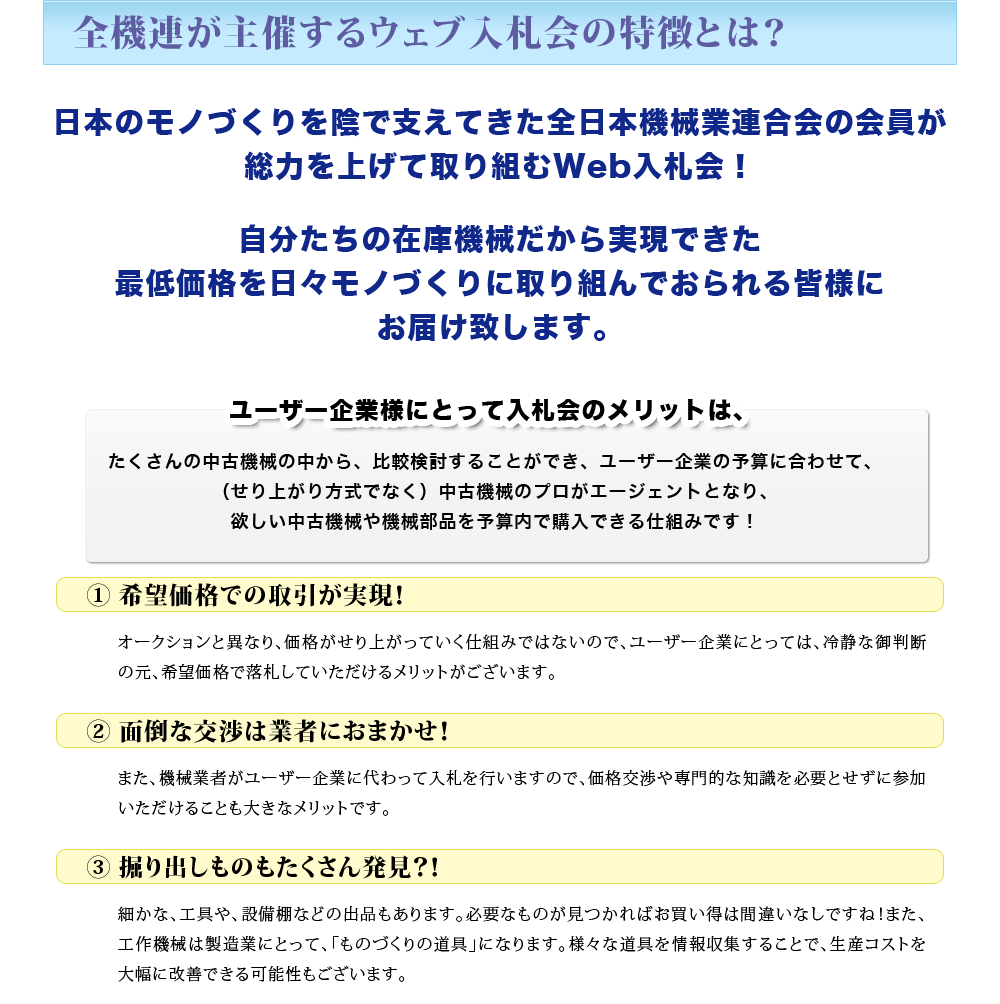 全機連が主催するウェブ入札会の特徴とは？
日本のモノづくりを陰で支えてきた全日本機械業連合会の会員が
総力を上げて取り組むWeb入札会！
自分たちの在庫機械だから実現できた
最低価格を日々モノづくりに取り組んでおられる皆様に
お届け致します。
ユーザー企業様にとって入札会のメリットは、
たくさんの中古機械の中から、比較検討することができ、ユーザー企業の予算に合わせて、
（せり上がり方式でなく）中古機械のプロがエージェントとなり、
欲しい中古機械や機械部品を予算内で購入できる仕組みです！
① 希望価格での取引が実現！
オークションと異なり、価格がせり上がっていく仕組みではないので、ユーザー企業にとっては、冷静な御判断
の元、希望価格で落札していただけるメリットがございます。
② 面倒な交渉は業者におまかせ！
また、機械業者がユーザー企業に代わって入札を行いますので、価格交渉や専門的な知識を必要とせずに参加
いただけることも大きなメリットです。
③ 掘り出しものもたくさん発見？！
細かな、工具や、設備棚などの出品もあります。必要なものが見つかればお買い得は間違いなしですね！また、
工作機械は製造業にとって、「ものづくりの道具」になります。様々な道具を情報収集することで、生産コストを
大幅に改善できる可能性もございます。